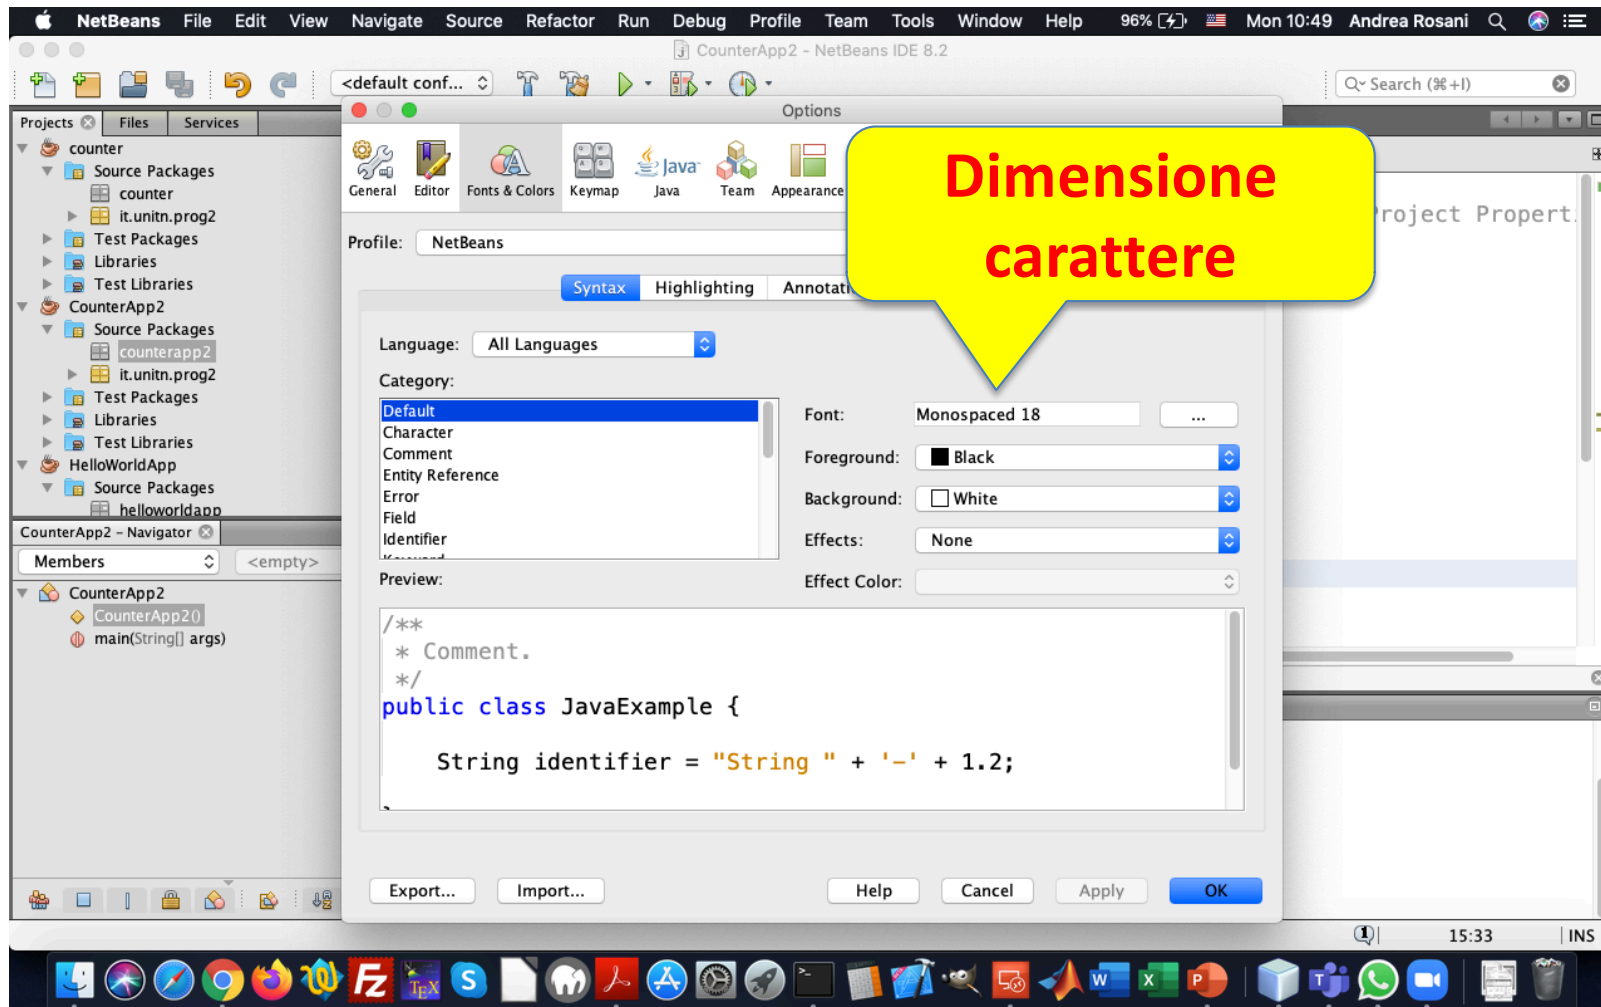 NetBeans File Edit View Navigate Source Refactor Run Debug Profile Team Tools Window Help 96% Mon 10:49 Andrea Rosani
CounterApp2 – NetBeans IDE 8.2
<default conf... Search (⌘+I)
Options
Projects Files Services
counter
Source Packages
counter
it.unitn.prog2
Test Packages
Libraries
Test Libraries
CounterApp2
Source Packages
counterapp2
it.unitn.prog2
Test Packages
Libraries
Test Libraries
HelloWorldApp
Source Packages
helloworldapp
General Editor Fonts & Colors Keymap Java Team Appearance
Dimensione
carattere
roject Propert
Profile: NetBeans
Syntax Highlighting Annotati
Language: All Languages
Category:
Default
Character
Comment
Entity Reference
Error
Field
Identifier
Keyword
Font: Monospaced 18 ...
Foreground: Black
Background: White
Effects: None
Effect Color:
Preview:
/**
* Comment.
*/
public class JavaExample {
String identifier = "String " + '-' + 1.2;
Export... Import... Help Cancel Apply OK
CounterApp2 – Navigator
Members <empty>
CounterApp2
CounterApp2()
main(String[] args)
1 15:33 INS